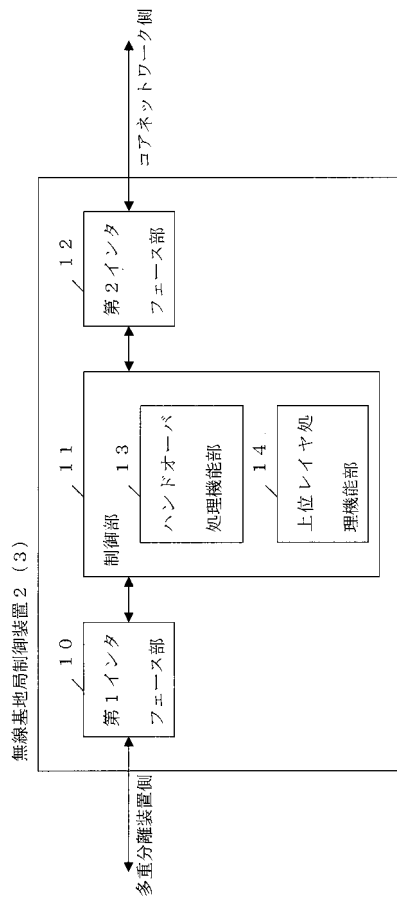 無線基地局制御装置２（３）
多重分離装置側
１０
第１インタ
フェース部
１１
制御部
１３
ハンドオーバ
処理機能部
１４
上位レイヤ処
理機能部
１２
第２インタ
フェース部
コアネットワーク側